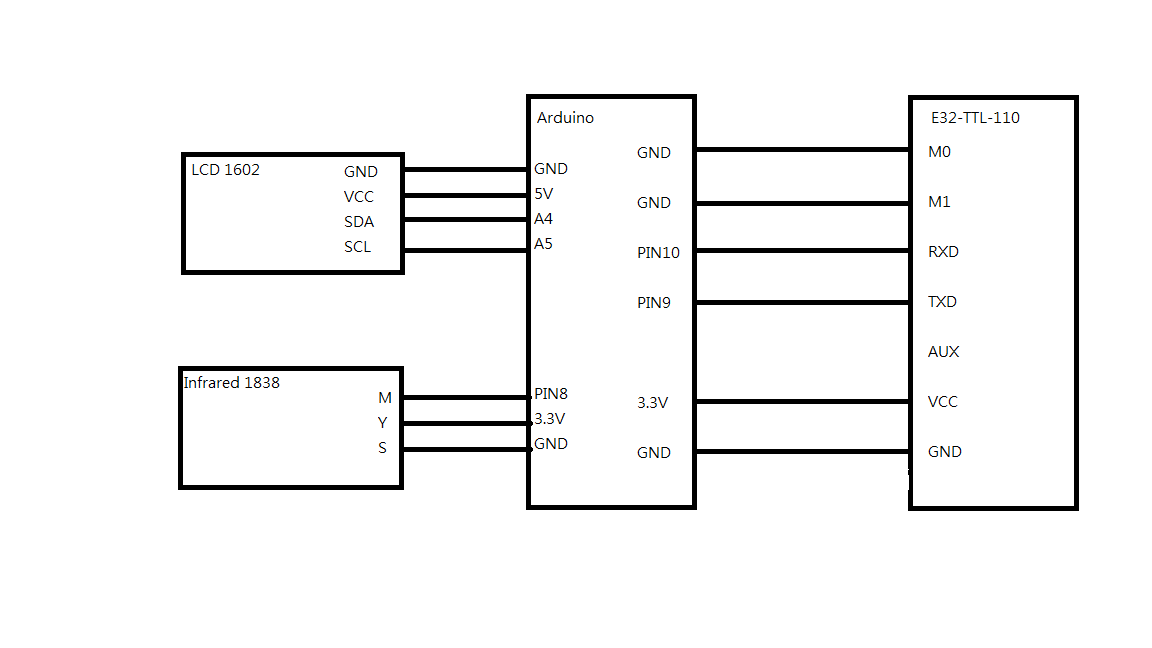 LCD 1602
GND
VCC
SDA
SCL
Infrared 1838
M
Y
S
Arduino
GND
5V
A4
A5
PIN8
3.3V
GND
GND
GND
PIN10
PIN9
3.3V
GND
E32-TTL-110
M0
M1
RXD
TXD
AUX
VCC
GND